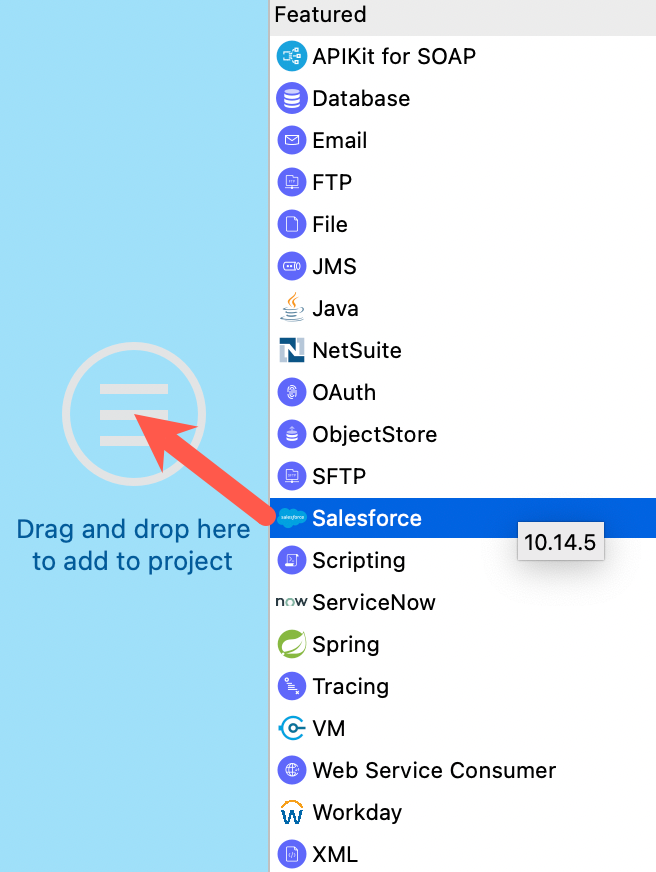 Featured
APIKit for SOAP
Database
Email
FTP
File
JMS
Java
NetSuite
OAuth
ObjectStore
SFTP
salesforce Salesforce
10.14.5
Scripting
now ServiceNow
Spring
Tracing
VM
Web Service Consumer
Workday
XML
Drag and drop here
to add to project